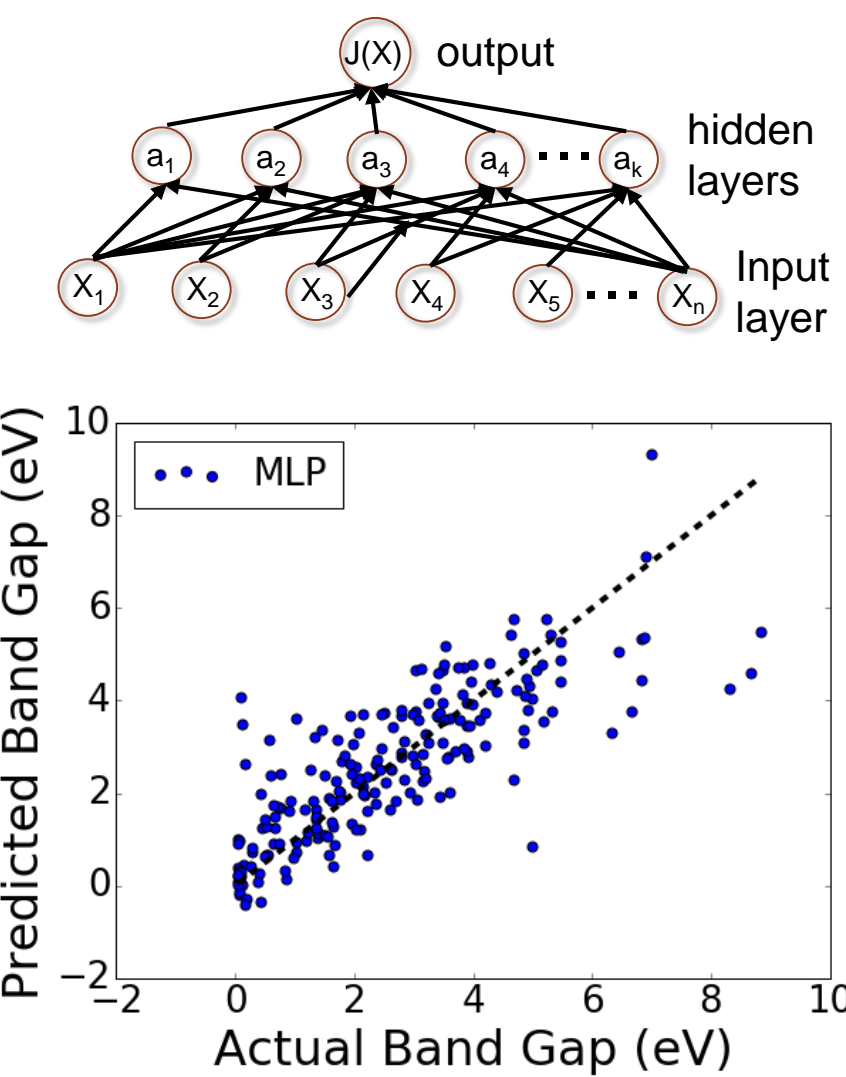 J(X) output
a1 a2 a3 a4 ... ak
hidden
layers
X1 X2 X3 X4 X5 ... Xn
Input
layer
Predicted Band Gap (eV)
10
8
6
4
2
0
−2
MLP
−2 0 2 4 6 8 10
Actual Band Gap (eV)